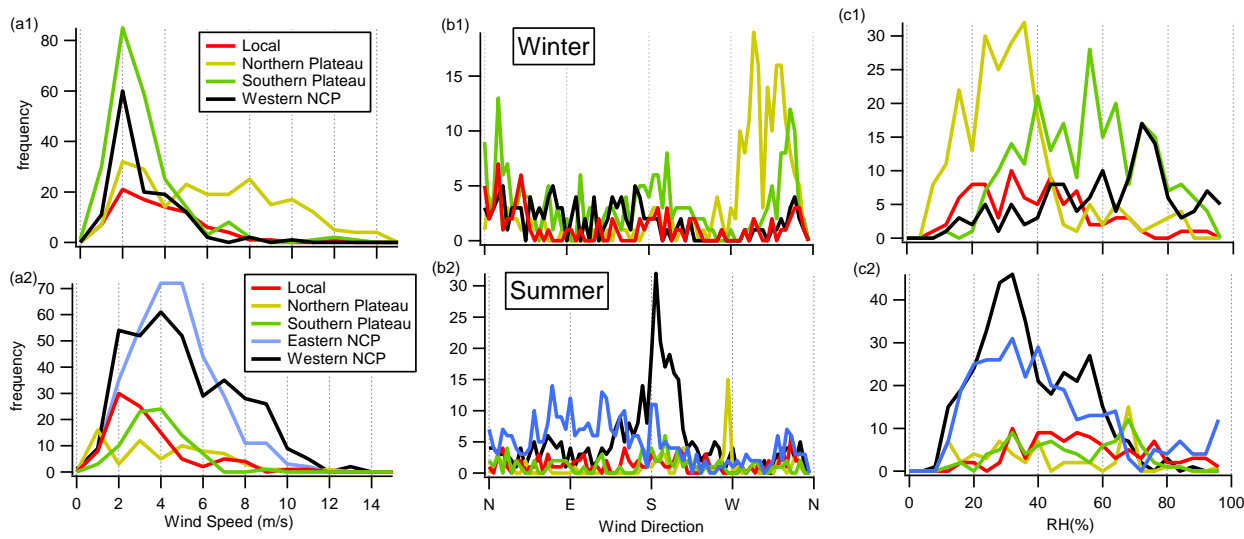 (a1)
80
60
40
20
0
frequency
Local
Northern Plateau
Southern Plateau
Western NCP
(b1)
15
10
5
0
Winter
(c1)
30
25
20
15
10
5
0
(a2)
70
60
50
40
30
20
10
0
frequency
Local
Northern Plateau
Southern Plateau
Eastern NCP
Western NCP
0 2 4 6 8 10 12 14
Wind Speed (m/s)
(b2)
30
25
20
15
10
5
0
Summer
N E S W N
Wind Direction
(c2)
40
30
20
10
0
0 20 40 60 80 100
RH(%)